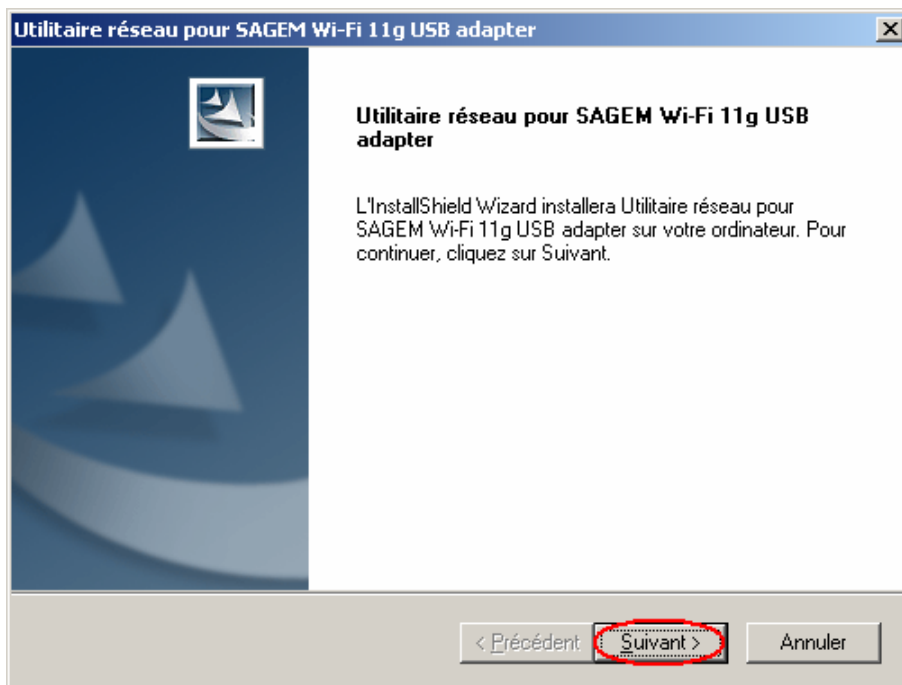 Utilitaire réseau pour SAGEM Wi-Fi 11g USB adapter
Utilitaire réseau pour SAGEM Wi-Fi 11g USB
adapter
L'InstallShield Wizard installera Utilitaire réseau pour
SAGEM Wi-Fi 11g USB adapter sur votre ordinateur. Pour
continuer, cliquez sur Suivant.
< Précédent Suivant > Annuler